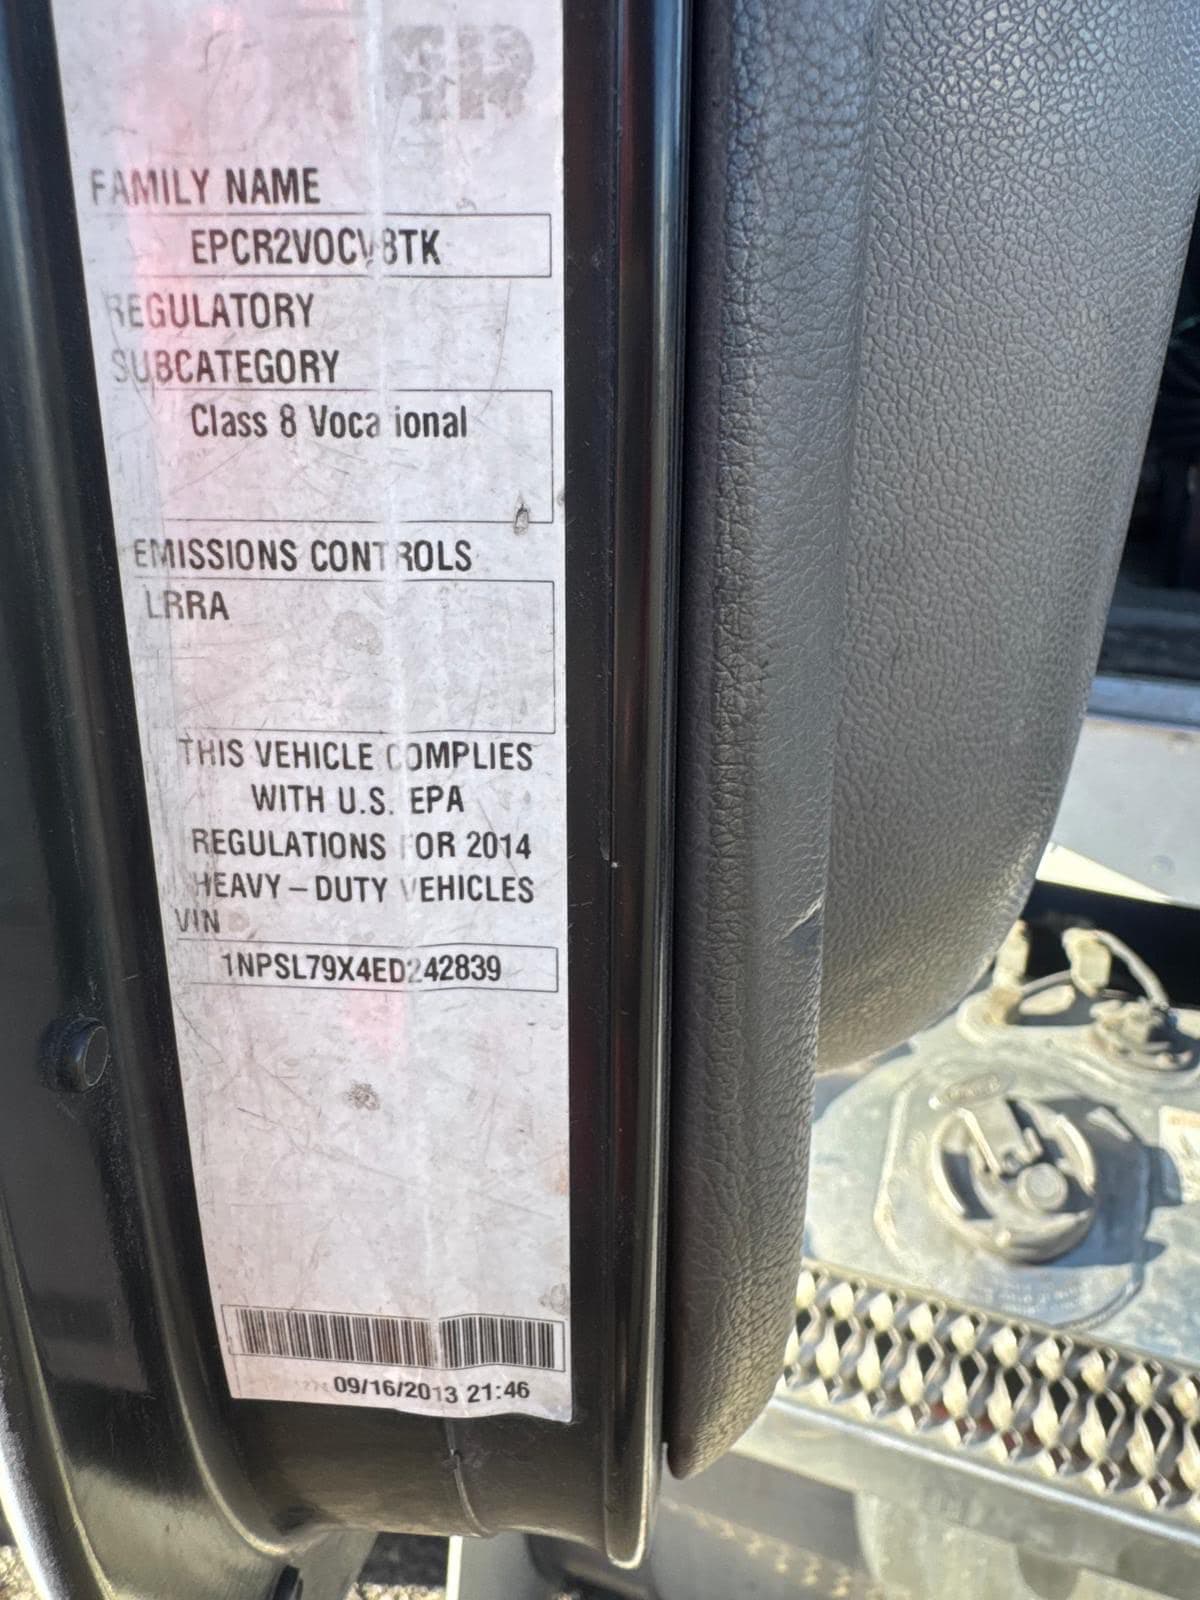 FAMILY NAME
EPCR2VOCV8TK
REGULATORY
SUBCATEGORY
Class 8 Vocational
EMISSIONS CONTROLS
LRRA
THIS VEHICLE COMPLIES
WITH U.S. EPA
REGULATIONS FOR 2014
HEAVY-DUTY VEHICLES
VIN
1NPSL79X4ED242839
09/16/2013 21:46